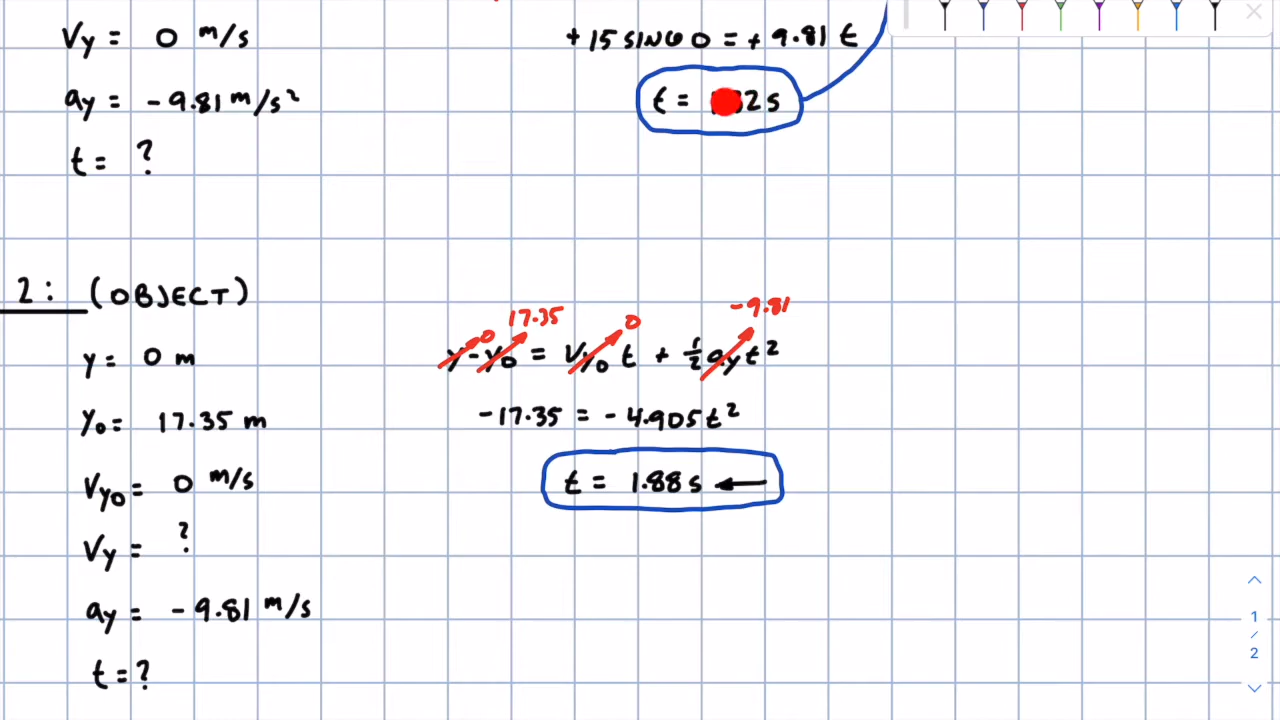 Vy = 0 m/s
ay = -9.81 m/s²
t = ?
+15 SIN60 = +9.81 t
t = 2 s
2: (OBJECT)
y = 0 m
y0 = 17.35 m
Vy0 = 0 m/s
Vy = ?
ay = -9.81 m/s
t = ?
0 17.35 0 -9.81
y - y0 = Vy0 t + 1/2 ay t²
-17.35 = -4.905 t²
t = 1.88 s
1
/
2